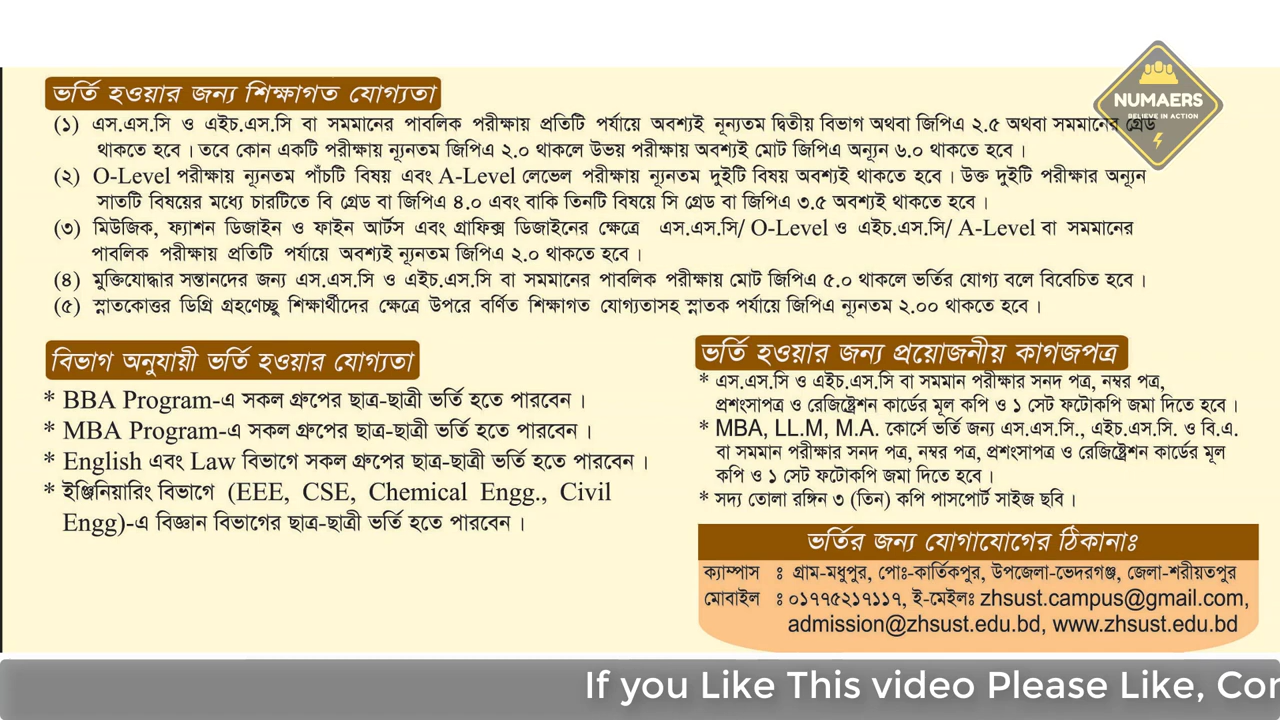 NUMAERS
BELIEVE IN ACTION
ভর্তি হওয়ার জন্য শিক্ষাগত যোগ্যতা
(১) এস.এস.সি ও এইচ.এস.সি বা সমমানের পাবলিক পরীক্ষায় প্রতিটি পর্যায়ে অবশ্যই নূন্যতম দ্বিতীয় বিভাগ অথবা জিপিএ ২.৫ অথবা সমমানের গ্রেড
থাকতে হবে। তবে কোন একটি পরীক্ষায় ন্যূনতম জিপিএ ২.০ থাকলে উভয় পরীক্ষায় অবশ্যই মোট জিপিএ অন্যূন ৬.০ থাকতে হবে।
(২) O-Level পরীক্ষায় ন্যূনতম পাঁচটি বিষয় এবং A-Level লেভেল পরীক্ষায় ন্যূনতম দুইটি বিষয় অবশ্যই থাকতে হবে। উক্ত দুইটি পরীক্ষার অন্যূন
সাতটি বিষয়ের মধ্যে চারটিতে বি গ্রেড বা জিপিএ ৪.০ এবং বাকি তিনটি বিষয়ে সি গ্রেড বা জিপিএ ৩.৫ অবশ্যই থাকতে হবে।
(৩) মিউজিক, ফ্যাশন ডিজাইন ও ফাইন আর্টস এবং গ্রাফিক্স ডিজাইনের ক্ষেত্রে এস.এস.সি/ O-Level ও এইচ.এস.সি/ A-Level বা সমমানের
পাবলিক পরীক্ষায় প্রতিটি পর্যায়ে অবশ্যই ন্যূনতম জিপিএ ২.০ থাকতে হবে।
(৪) মুক্তিযোদ্ধার সন্তানদের জন্য এস.এস.সি ও এইচ.এস.সি বা সমমানের পাবলিক পরীক্ষায় মোট জিপিএ ৫.০ থাকলে ভর্তির যোগ্য বলে বিবেচিত হবে।
(৫) স্নাতকোত্তর ডিগ্রি গ্রহণেচ্ছু শিক্ষার্থীদের ক্ষেত্রে উপরে বর্ণিত শিক্ষাগত যোগ্যতাসহ স্নাতক পর্যায়ে জিপিএ ন্যূনতম ২.০০ থাকতে হবে।
বিভাগ অনুযায়ী ভর্তি হওয়ার যোগ্যতা
* BBA Program-এ সকল গ্রুপের ছাত্র-ছাত্রী ভর্তি হতে পারবেন।
* MBA Program-এ সকল গ্রুপের ছাত্র-ছাত্রী ভর্তি হতে পারবেন।
* English এবং Law বিভাগে সকল গ্রুপের ছাত্র-ছাত্রী ভর্তি হতে পারবেন।
* ইঞ্জিনিয়ারিং বিভাগে (EEE, CSE, Chemical Engg., Civil
Engg)-এ বিজ্ঞান বিভাগের ছাত্র-ছাত্রী ভর্তি হতে পারবেন।
ভর্তি হওয়ার জন্য প্রয়োজনীয় কাগজপত্র
* এস.এস.সি ও এইচ.এস.সি বা সমমান পরীক্ষার সনদ পত্র, নম্বর পত্র,
প্রশংসাপত্র ও রেজিষ্ট্রেশন কার্ডের মূল কপি ও ১ সেট ফটোকপি জমা দিতে হবে।
* MBA, LL.M, M.A. কোর্সে ভর্তি জন্য এস.এস.সি., এইচ.এস.সি. ও বি.এ.
বা সমমান পরীক্ষার সনদ পত্র, নম্বর পত্র, প্রশংসাপত্র ও রেজিষ্ট্রেশন কার্ডের মূল
কপি ও ১ সেট ফটোকপি জমা দিতে হবে।
* সদ্য তোলা রঙ্গিন ৩ (তিন) কপি পাসপোর্ট সাইজ ছবি।
ভর্তির জন্য যোগাযোগের ঠিকানাঃ
ক্যাম্পাস ঃ গ্রাম-মধুপুর, পোঃ-কার্তিকপুর, উপজেলা-ভেদরগঞ্জ, জেলা-শরীয়তপুর
মোবাইল ঃ ০১৭৭৫২১৭১১৭, ই-মেইলঃ zhsust.campus@gmail.com,
admission@zhsust.edu.bd, www.zhsust.edu.bd
If you Like This video Please Like, Cor